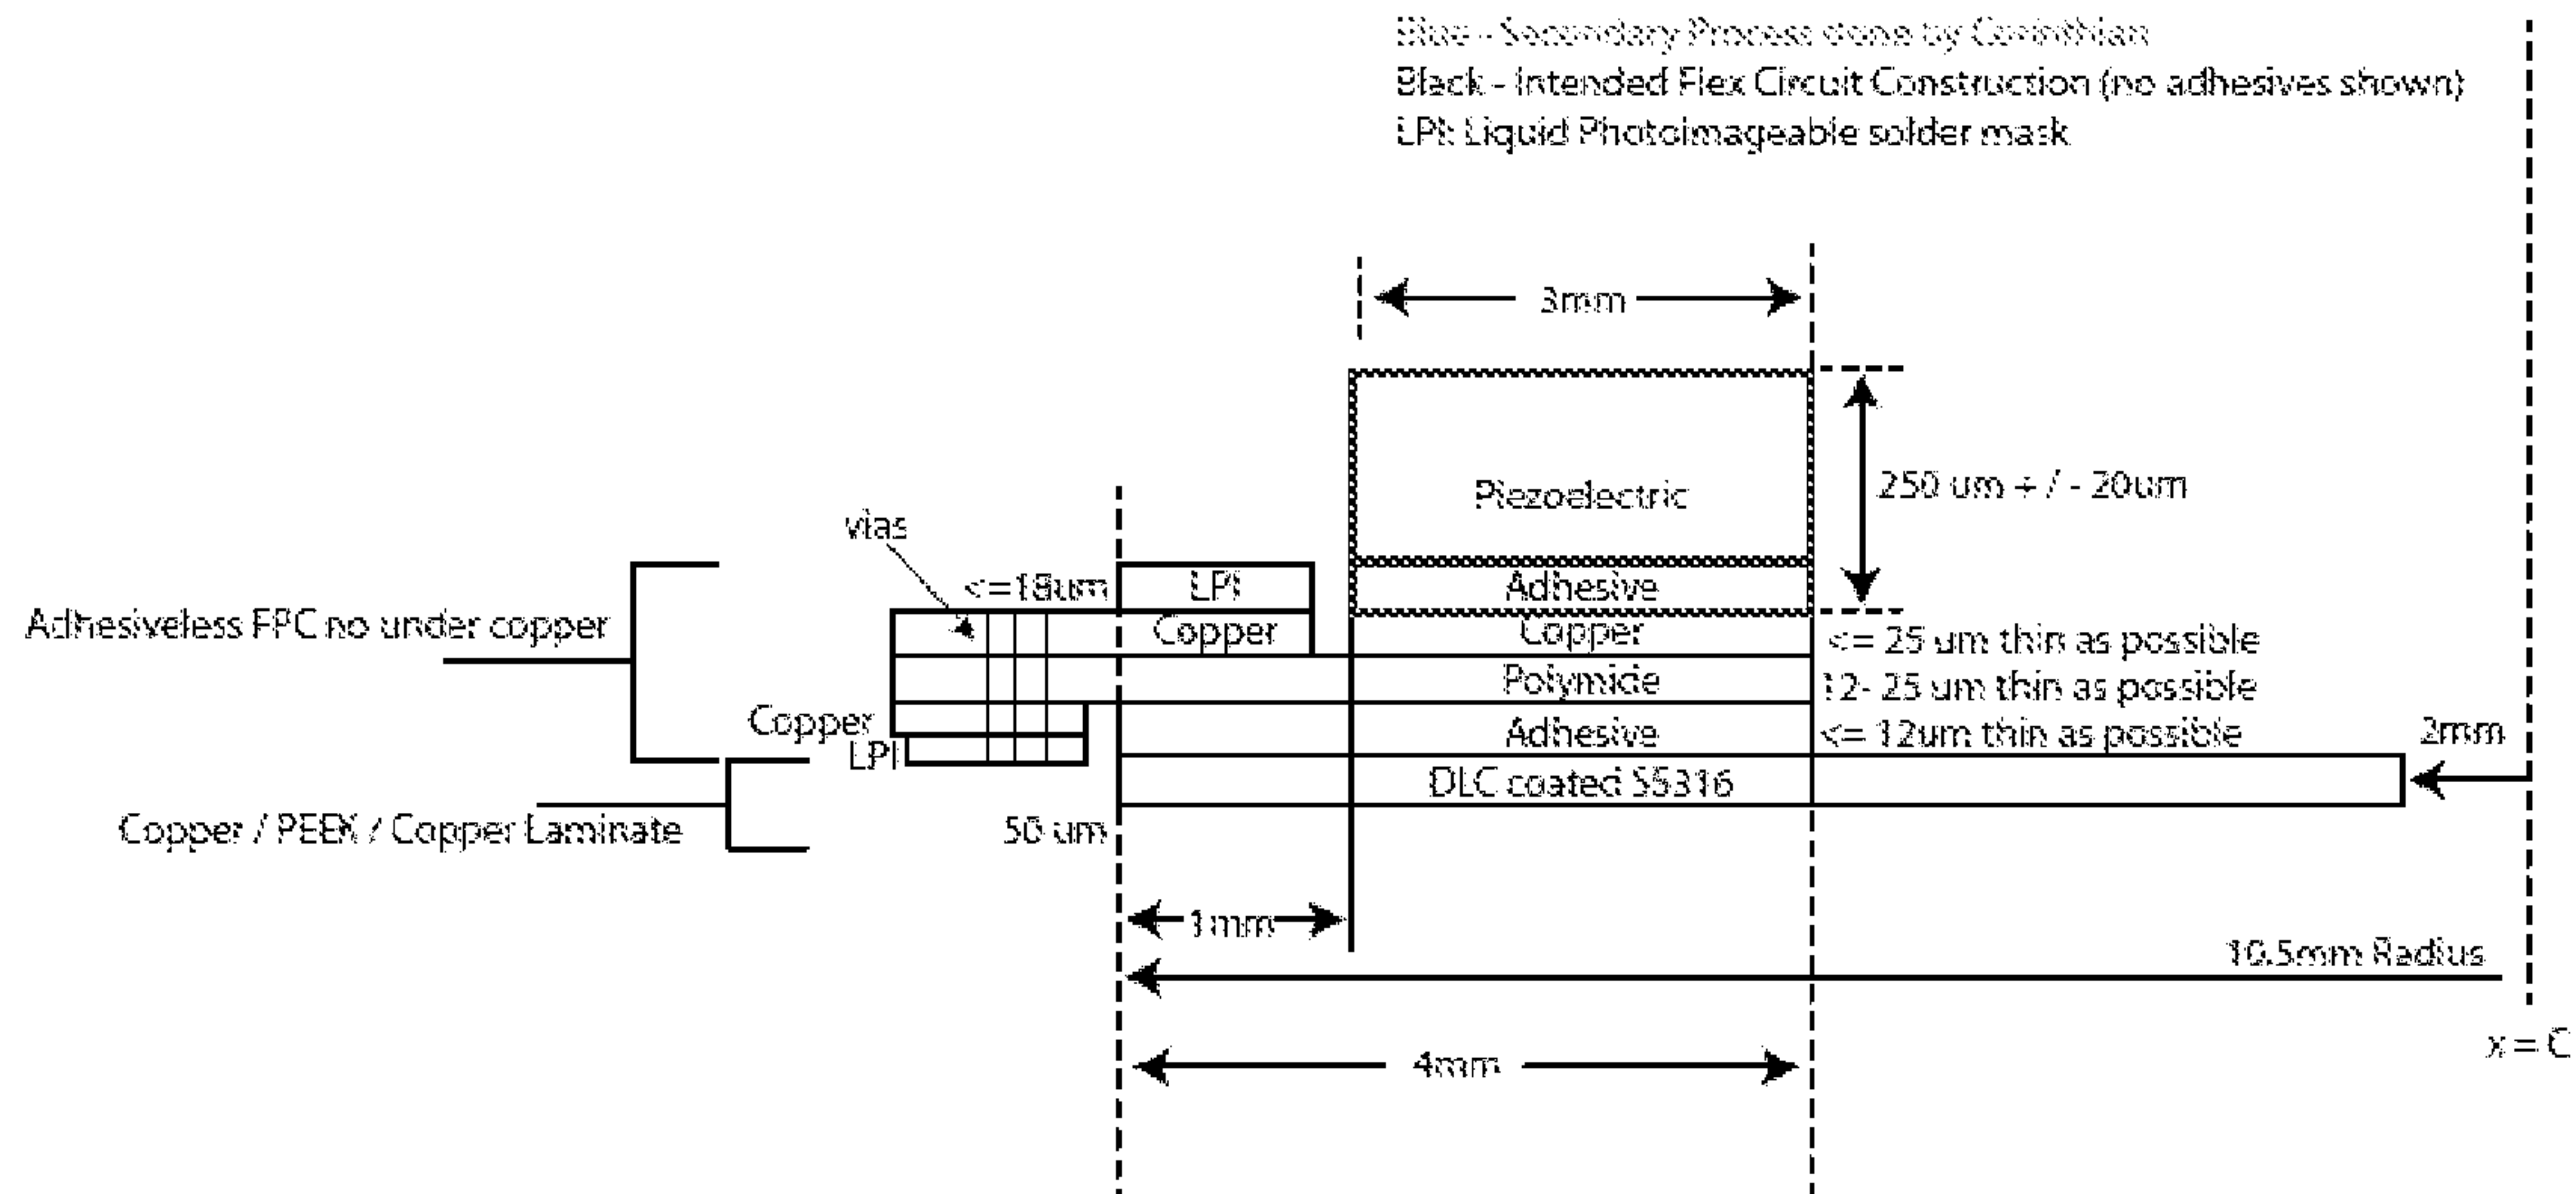 Blue - Secondary Process done by Corinthian
Black - Intended Flex Circuit Construction (no adhesives shown)
LPI: Liquid Photoimageable solder mask
3mm
Piezoelectric
250 um + / - 20um
vias
<=18um
LPI
Adhesive
Adhesiveless FPC no under copper
Copper
Copper
<= 25 um thin as possible
Polymide
12- 25 um thin as possible
Copper
Adhesive
<= 12um thin as possible
2mm
LPI
DLC coated SS316
Copper / PEEK / Copper Laminate
50 um
1mm
10.5mm Radius
x = C
4mm